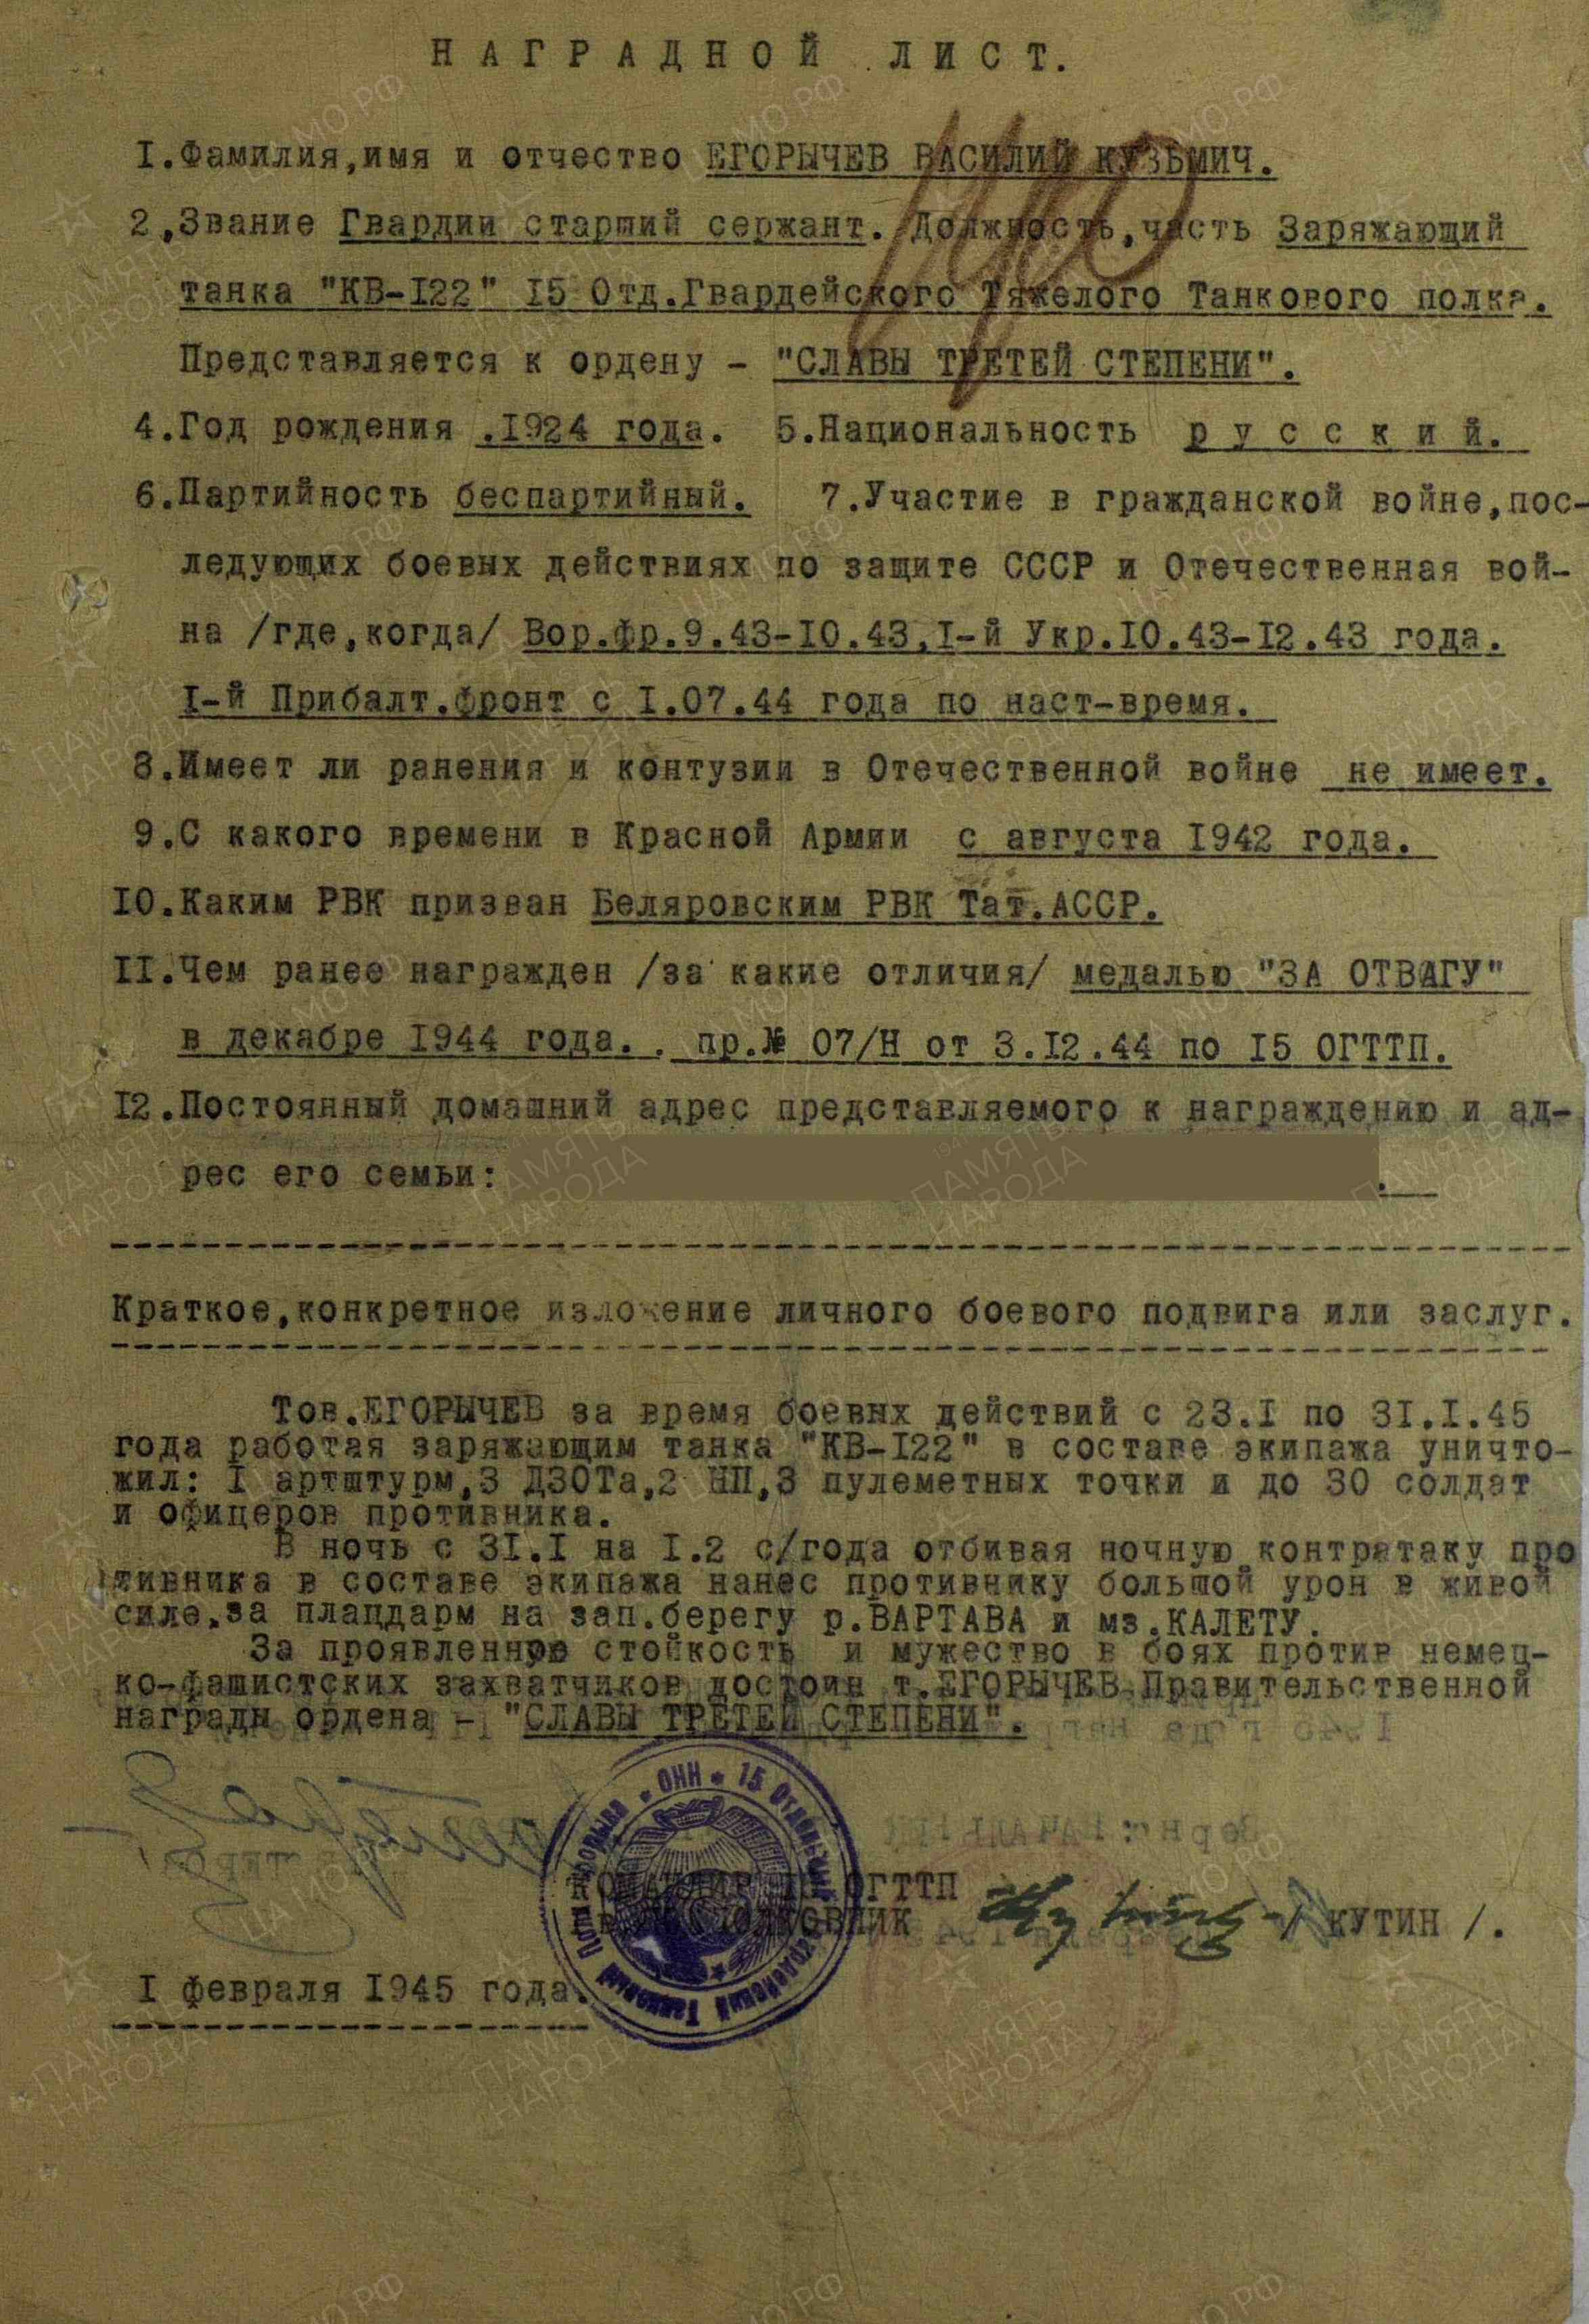 НАГРАДНОЙ ЛИСТ.
I.Фамилия,имя и отчество ЕГОРЫЧЕВ ВАСИЛИЙ КУЗЬМИЧ.
2.Звание Гвардии старший сержант. Должность,часть Заряжающий
танка "КВ-I22" I5 Отд.Гвардейского Тяжелого Танкового полка.
Представляется к ордену - "СЛАВЫ ТРЕТЕЙ СТЕПЕНИ".
4.Год рождения .I924 года. 5.Национальность р у с с к и й.
6.Партийность беспартийный. 7.Участие в гражданской войне,пос-
ледующих боевых действиях по защите СССР и Отечественная вой-
на /где,когда/ Вор.фр.9.43-IO.43,I-й Укр.IO.43-I2.43 года.
I-й Прибалт.фронт с I.07.44 года по наст-время.
8.Имеет ли ранения и контузии в Отечественной войне не имеет.
9.С какого времени в Красной Армии с августа I942 года.
IO.Каким РВК призван Беляровским РВК Тат.АССР.
II.Чем ранее награжден /за какие отличия/ медалью "ЗА ОТВАГУ"
в декабре I944 года. . пр.№ 07/Н от 3.I2.44 по I5 ОГТТП.
I2.Постоянный домашний адрес представляемого к награждению и ад-
рес его семьи:
Краткое,конкретное изложение личного боевого подвига или заслуг.
Тов.ЕГОРЫЧЕВ за время боевых действий с 23.I по 3I.I.45
года работая заряжающим танка "КВ-I22" в составе экипажа уничто-
жил: I артштурм,3 ДЗОТа,2 НП,3 пулеметных точки и до 30 солдат
и офицеров противника.
В ночь с 3I.I на I.2 с/года отбивая ночную контратаку про
тивника в составе экипажа нанес противнику большой урон в живой
силе.за плацдарм на зап.берегу р.ВАРТАВА и мз.КАЛЕТУ.
За проявленную стойкость и мужество в боях против немец-
ко-фашистских захватчиков достоин т.ЕГОРЫЧЕВ Правительственной
награды ордена - "СЛАВЫ ТРЕТЕЙ СТЕПЕНИ".
КОМАНДИР I5 ОГТТП
ПОЛКОВНИК / КУТИН /.
I февраля I945 года.